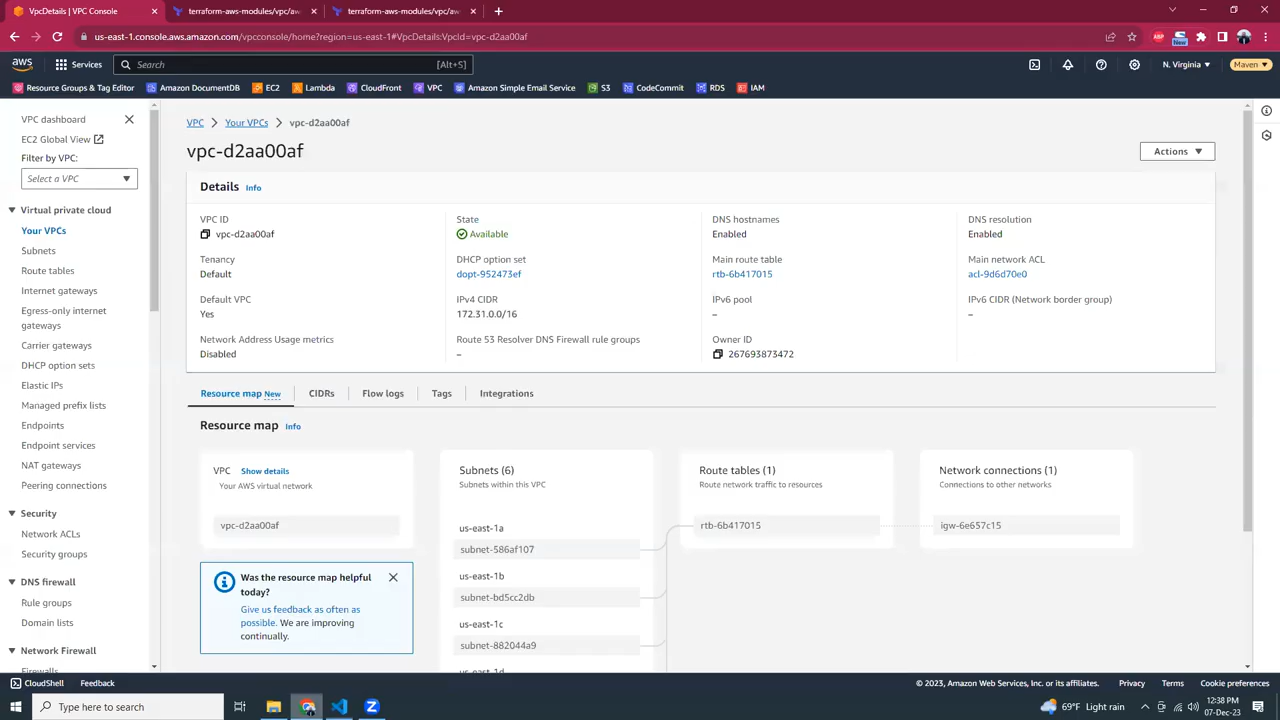 VpcDetails | VPC Console
terraform-aws-modules/vpc/aws
terraform-aws-modules/vpc/aws
us-east-1.console.aws.amazon.com/vpcconsole/home?region=us-east-1#VpcDetails:VpcId=vpc-d2aa00af
ABP
New
aws
Services
Search
[Alt+S]
N. Virginia
Maven
Resource Groups & Tag Editor
Amazon DocumentDB
EC2
Lambda
CloudFront
VPC
Amazon Simple Email Service
S3
CodeCommit
RDS
IAM
VPC dashboard
EC2 Global View
Filter by VPC:
Select a VPC
Virtual private cloud
Your VPCs
Subnets
Route tables
Internet gateways
Egress-only internet
gateways
Carrier gateways
DHCP option sets
Elastic IPs
Managed prefix lists
Endpoints
Endpoint services
NAT gateways
Peering connections
Security
Network ACLs
Security groups
DNS firewall
Rule groups
Domain lists
Network Firewall
Firewalls
VPC
Your VPCs
vpc-d2aa00af
vpc-d2aa00af
Actions
Details Info
VPC ID
vpc-d2aa00af
State
Available
DNS hostnames
Enabled
DNS resolution
Enabled
Tenancy
Default
DHCP option set
dopt-952473ef
Main route table
rtb-6b417015
Main network ACL
acl-9d6d70e0
Default VPC
Yes
IPv4 CIDR
172.31.0.0/16
IPv6 pool
–
IPv6 CIDR (Network border group)
–
Network Address Usage metrics
Disabled
Route 53 Resolver DNS Firewall rule groups
–
Owner ID
267693873472
Resource map New
CIDRs
Flow logs
Tags
Integrations
Resource map Info
VPC Show details
Your AWS virtual network
vpc-d2aa00af
Was the resource map helpful
today?
Give us feedback as often as
possible. We are improving
continually.
Subnets (6)
Subnets within this VPC
us-east-1a
subnet-586af107
us-east-1b
subnet-bd5cc2db
us-east-1c
subnet-882044a9
us-east-1d
Route tables (1)
Route network traffic to resources
rtb-6b417015
Network connections (1)
Connections to other networks
igw-6e657c15
CloudShell
Feedback
© 2023, Amazon Web Services, Inc. or its affiliates.
Privacy
Terms
Cookie preferences
Type here to search
69°F Light rain
12:38 PM
07-Dec-23